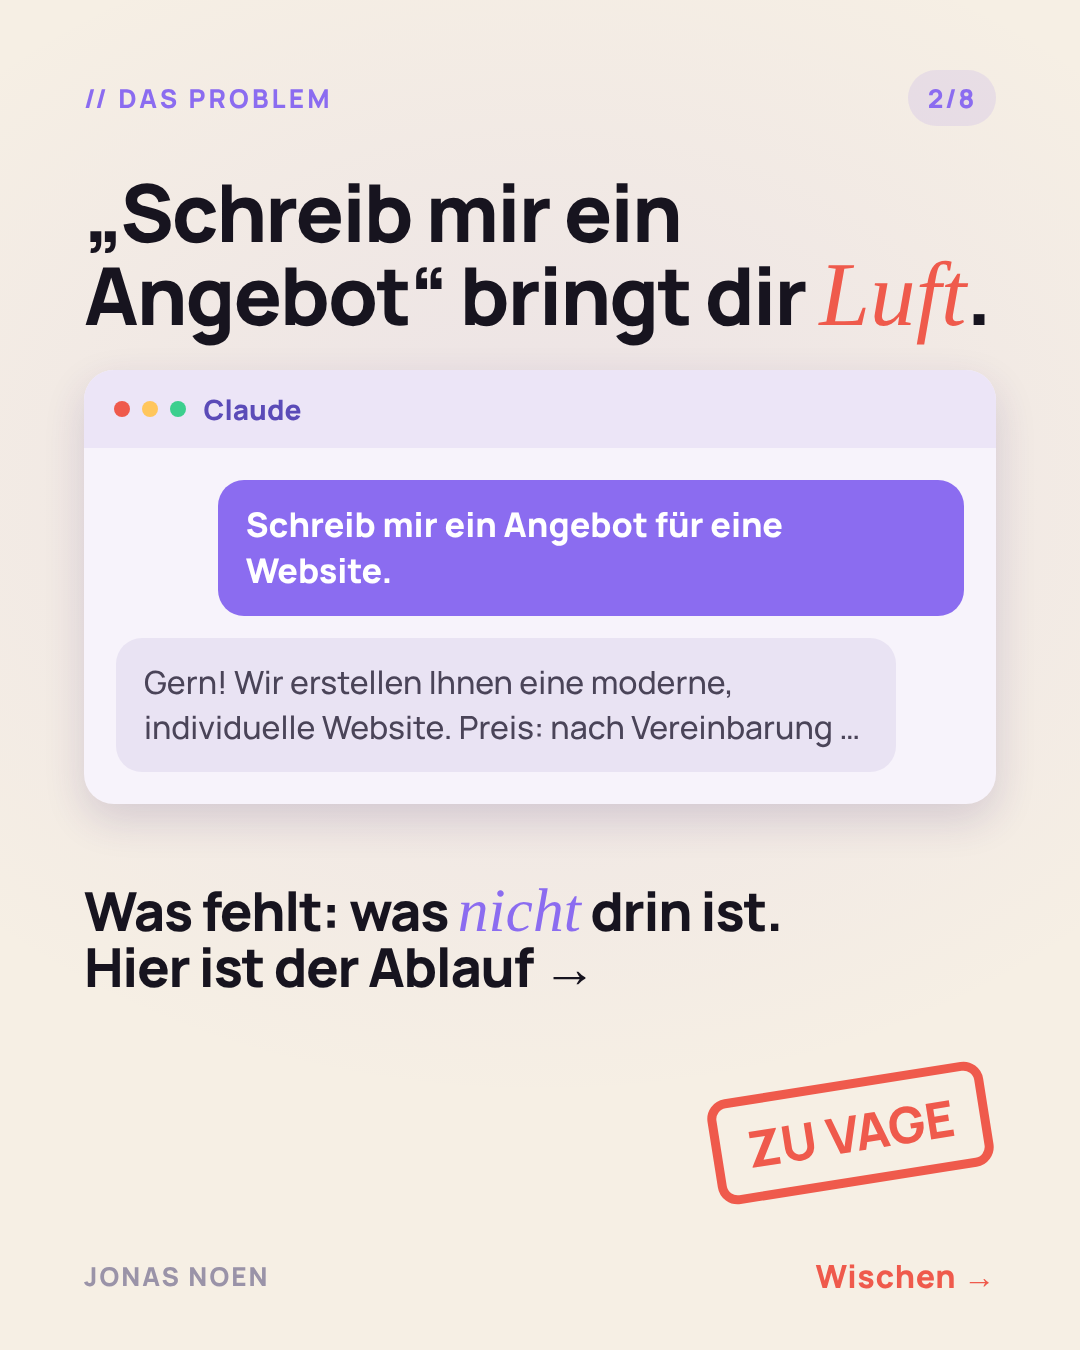 // DAS PROBLEM
2/8
„Schreib mir ein
Angebot“ bringt dir Luft.
Claude
Schreib mir ein Angebot für eine
Website.
Gern! Wir erstellen Ihnen eine moderne,
individuelle Website. Preis: nach Vereinbarung ...
Was fehlt: was nicht drin ist.
Hier ist der Ablauf →
ZU VAGE
JONAS NOEN
Wischen →